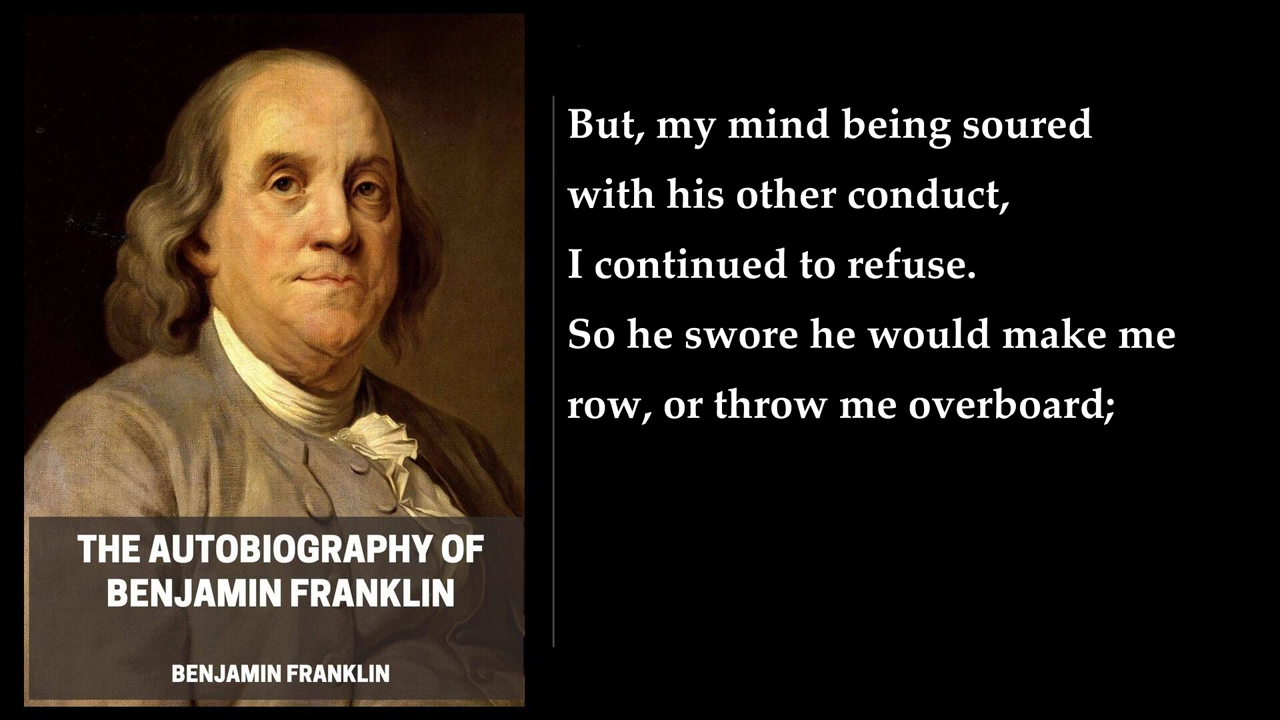 But, my mind being soured
with his other conduct,
I continued to refuse.
So he swore he would make me
row, or throw me overboard;
THE AUTOBIOGRAPHY OF
BENJAMIN FRANKLIN
BENJAMIN FRANKLIN